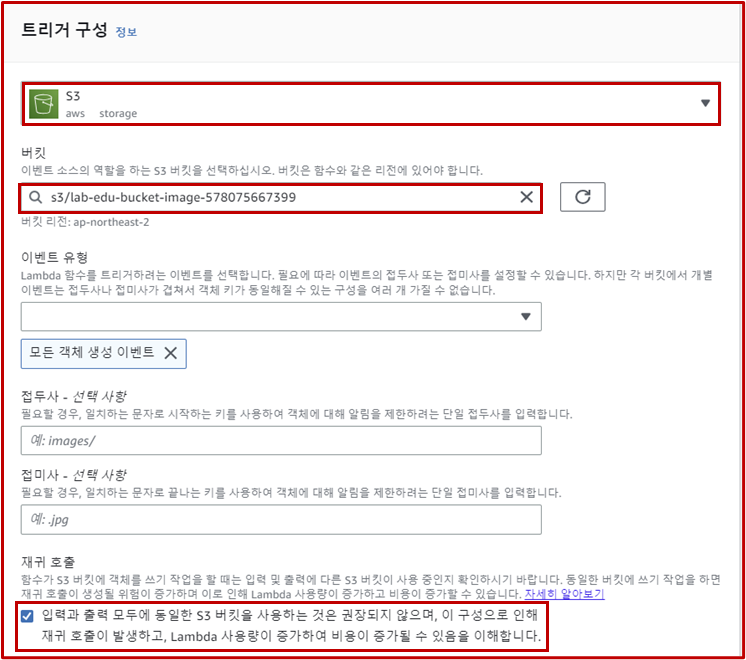 트리거 구성 정보
S3
aws storage
버킷
이벤트 소스의 역할을 하는 S3 버킷을 선택하십시오. 버킷은 함수와 같은 리전에 있어야 합니다.
s3/lab-edu-bucket-image-578075667399
버킷 리전: ap-northeast-2
이벤트 유형
Lambda 함수를 트리거하려는 이벤트를 선택합니다. 필요에 따라 이벤트의 접두사 또는 접미사를 설정할 수 있습니다. 하지만 각 버킷에서 개별
이벤트는 접두사나 접미사가 겹쳐서 객체 키가 동일해질 수 있는 구성을 여러 개 가질 수 없습니다.
모든 객체 생성 이벤트
접두사 - 선택 사항
필요할 경우, 일치하는 문자로 시작하는 키를 사용하여 객체에 대해 알림을 제한하려는 단일 접두사를 입력합니다.
예: images/
접미사 - 선택 사항
필요할 경우, 일치하는 문자로 끝나는 키를 사용하여 객체에 대해 알림을 제한하려는 단일 접미사를 입력합니다.
예: .jpg
재귀 호출
함수가 S3 버킷에 객체를 쓰기 작업을 할 때는 입력 및 출력에 다른 S3 버킷이 사용 중인지 확인하시기 바랍니다. 동일한 버킷에 쓰기 작업을 하면
재귀 호출이 생성될 위험이 증가하며 이로 인해 Lambda 사용량이 증가하고 비용이 증가할 수 있습니다. 자세히 알아보기
입력과 출력 모두에 동일한 S3 버킷을 사용하는 것은 권장되지 않으며, 이 구성으로 인해
재귀 호출이 발생하고, Lambda 사용량이 증가하여 비용이 증가될 수 있음을 이해합니다.